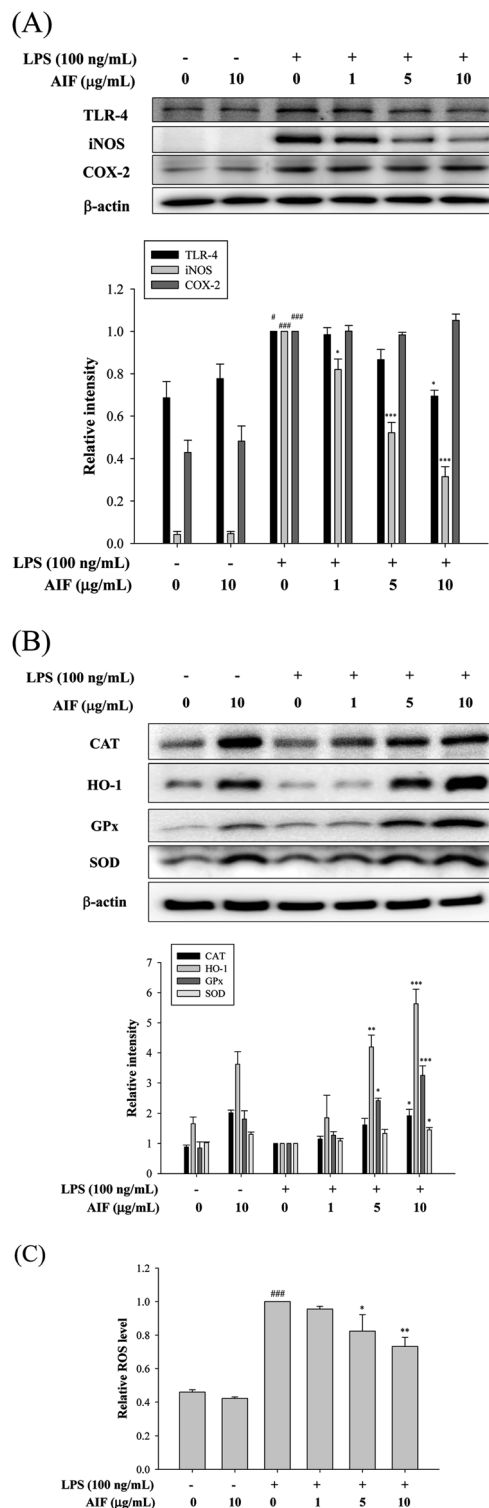 (A)
LPS (100 ng/mL) - - + + + +
AIF (μg/mL) 0 10 0 1 5 10
TLR-4
iNOS
COX-2
β-actin
TLR-4
iNOS
COX-2
Relative intensity
1.0
0.8
0.6
0.4
0.2
0.0
# ### ###
*
***
*
***
LPS (100 ng/mL) - - + + + +
AIF (μg/mL) 0 10 0 1 5 10
(B)
LPS (100 ng/mL) - - + + + +
AIF (μg/mL) 0 10 0 1 5 10
CAT
HO-1
GPx
SOD
β-actin
CAT
HO-1
GPx
SOD
Relative intensity
7
6
5
4
3
2
1
0
**
*
*
***
***
*
LPS (100 ng/mL) - - + + + +
AIF (μg/mL) 0 10 0 1 5 10
(C)
Relative ROS level
1.2
1.0
0.8
0.6
0.4
0.2
0.0
###
*
**
LPS (100 ng/mL) - - + + + +
AIF (μg/mL) 0 10 0 1 5 10